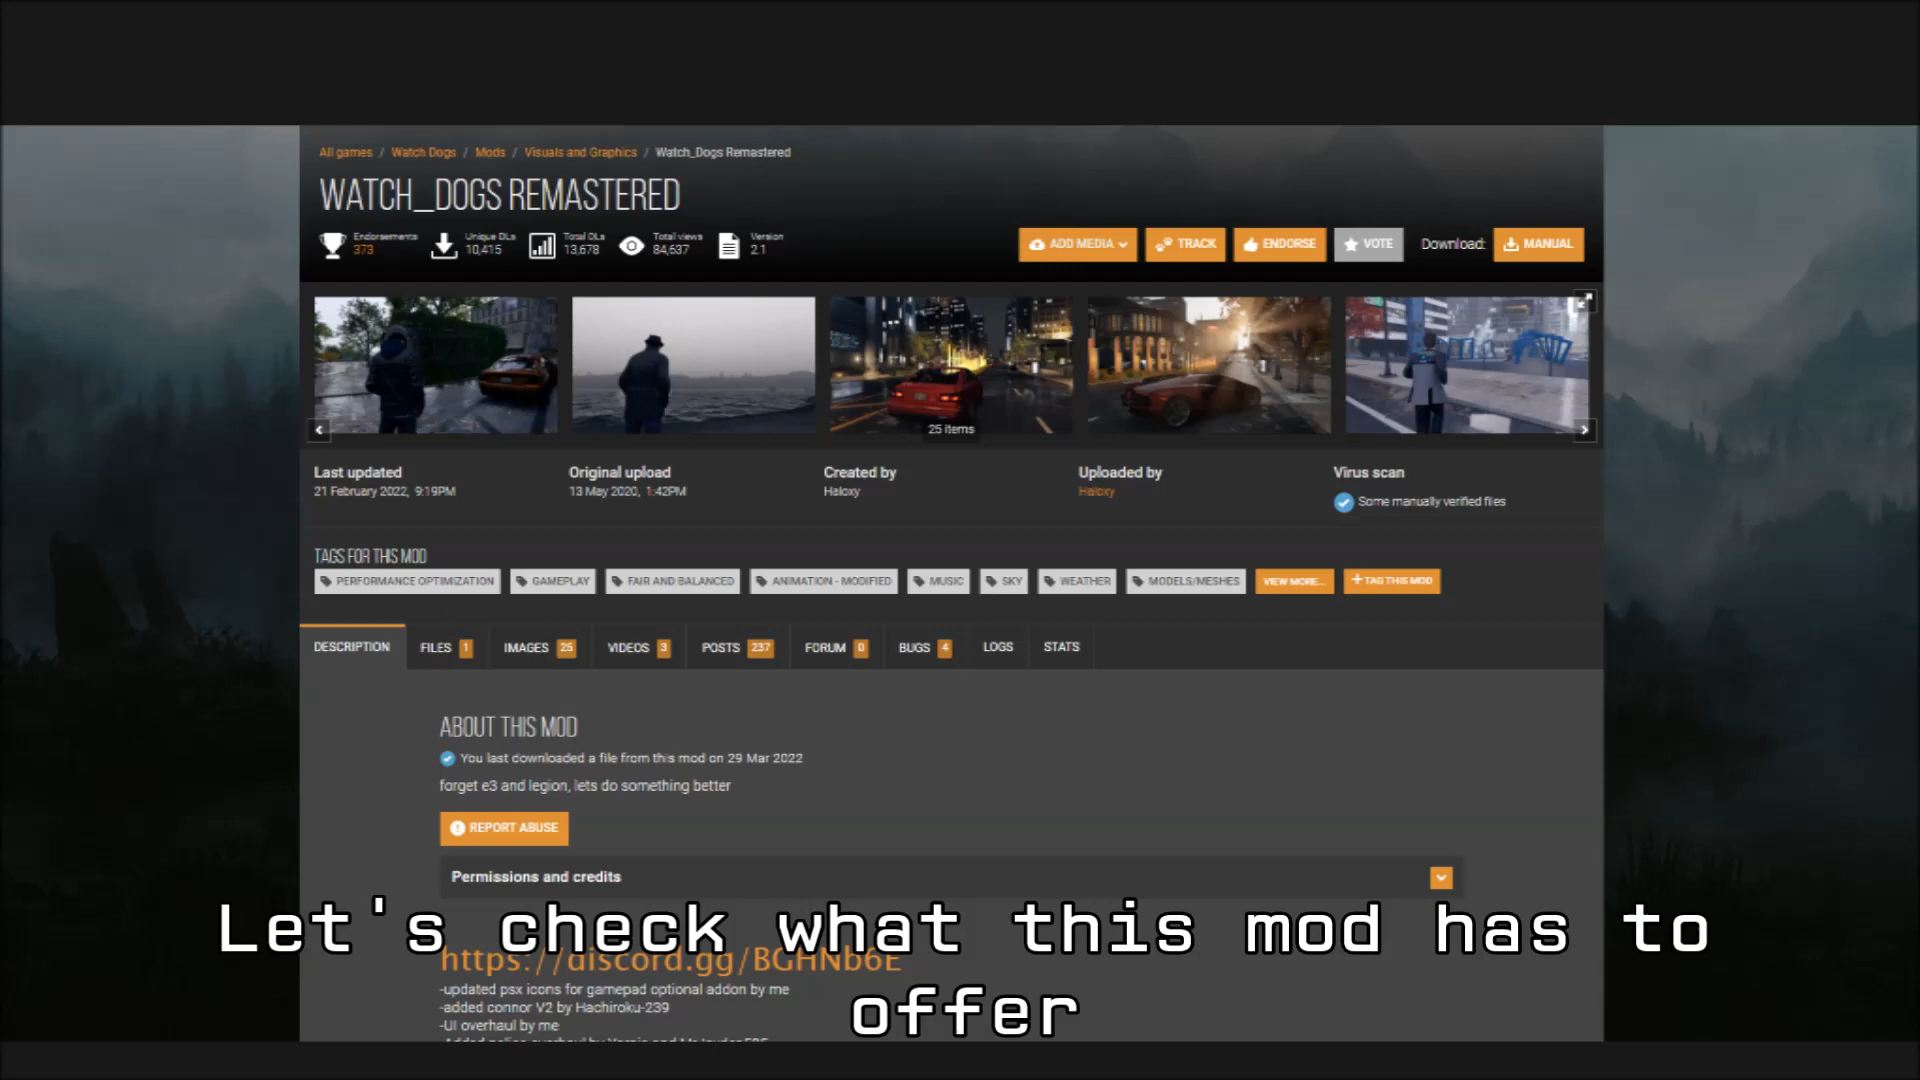 All games / Watch Dogs / Mods / Visuals and Graphics / Watch_Dogs Remastered
WATCH_DOGS REMASTERED
Endorsements
373
Unique DLs
10,415
Total DLs
13,678
Total views
84,637
Version
2.1
ADD MEDIA
TRACK
ENDORSE
VOTE
Download:
MANUAL
25 items
Last updated
21 February 2022, 9:19PM
Original upload
13 May 2020, 1:42PM
Created by
Haloxy
Uploaded by
Haloxy
Virus scan
Some manually verified files
TAGS FOR THIS MOD
PERFORMANCE OPTIMIZATION
GAMEPLAY
FAIR AND BALANCED
ANIMATION - MODIFIED
MUSIC
SKY
WEATHER
MODELS/MESHES
VIEW MORE...
+TAG THIS MOD
DESCRIPTION
FILES 1
IMAGES 25
VIDEOS 3
POSTS 237
FORUM 0
BUGS 4
LOGS
STATS
ABOUT THIS MOD
You last downloaded a file from this mod on 29 Mar 2022
forget e3 and legion, lets do something better
REPORT ABUSE
Permissions and credits
Let's check what this mod has to
offer
https://discord.gg/BGHNb6E
-updated psx icons for gamepad optional addon by me
-added connor V2 by Hachiroku-239
-UI overhaul by me